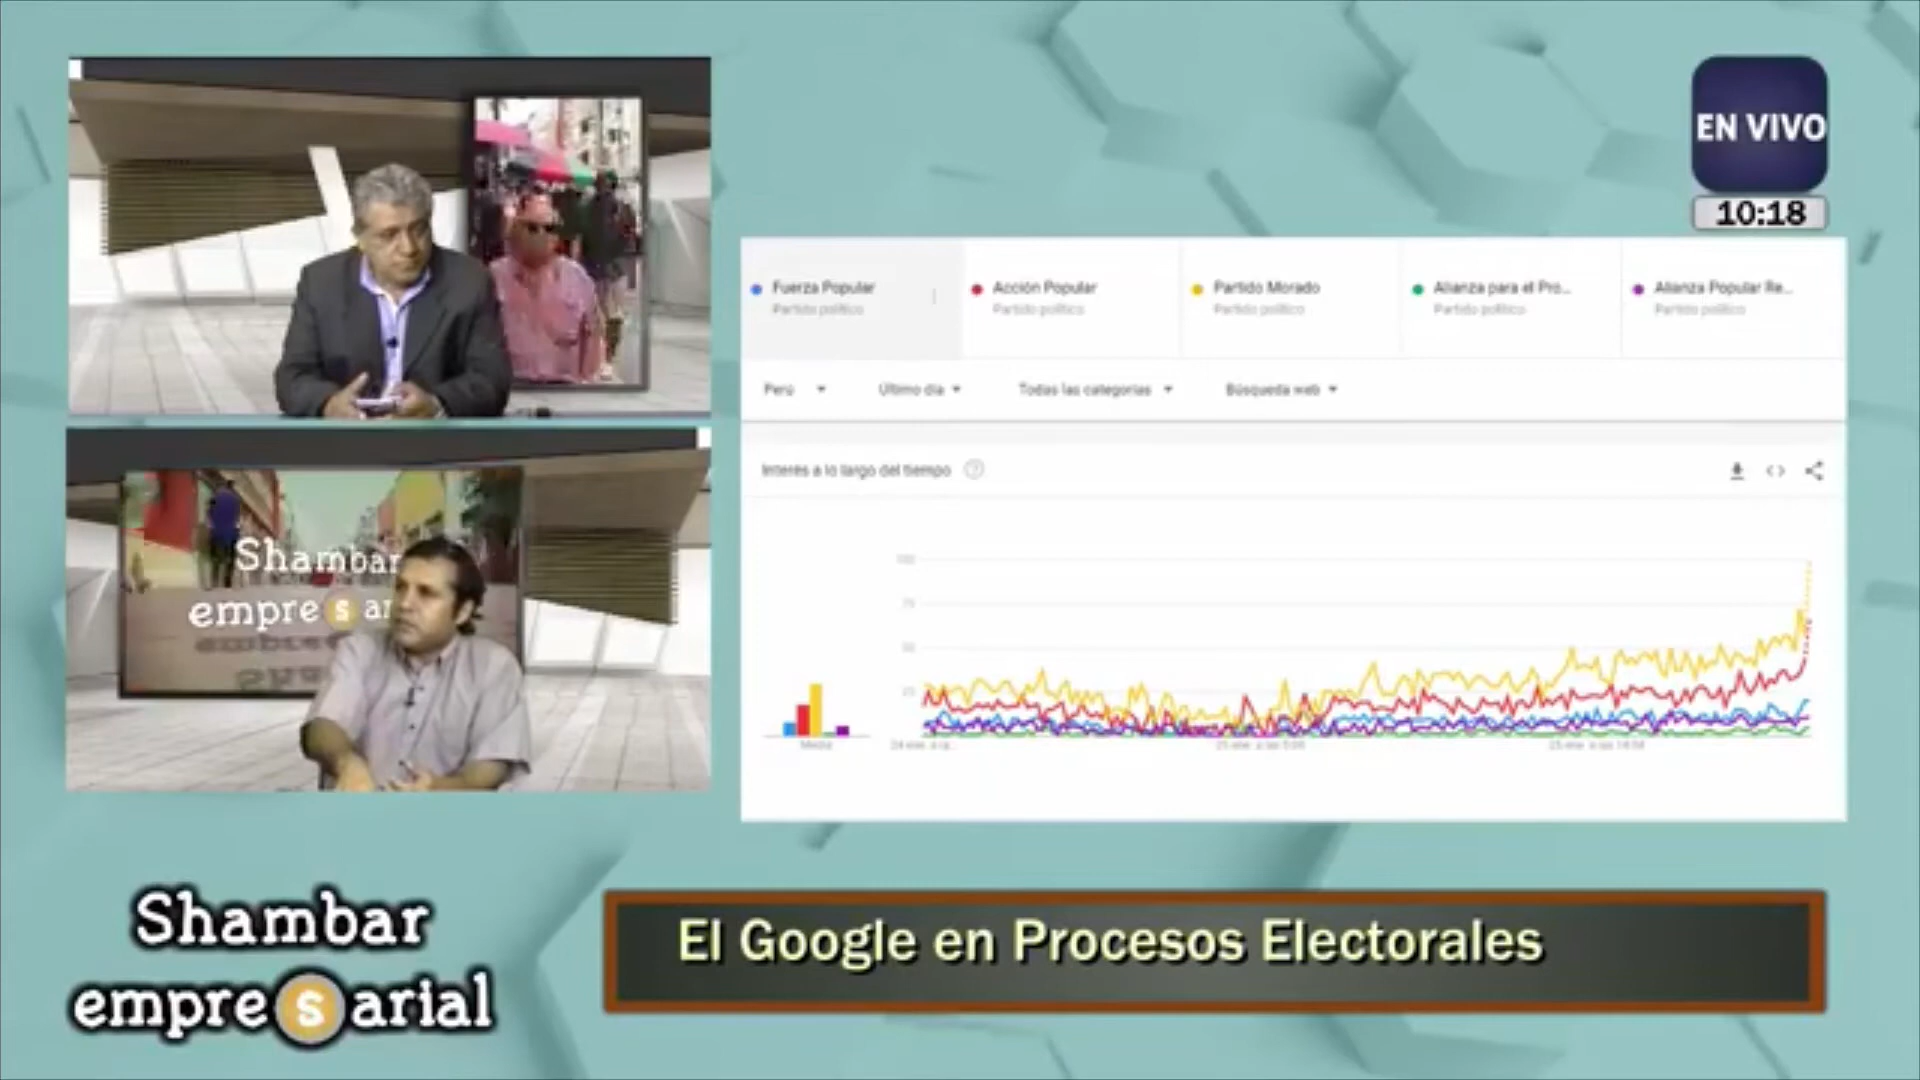 EN VIVO
10:18
Fuerza Popular
Partido político
Acción Popular
Partido político
Partido Morado
Partido político
Alianza para el Pro...
Partido político
Alianza Popular Re...
Partido político
Perú
Último día
Todas las categorías
Búsqueda web
Interés a lo largo del tiempo
100
75
50
25
Media
Shambar
empresar
Shambar
empresarial
El Google en Procesos Electorales